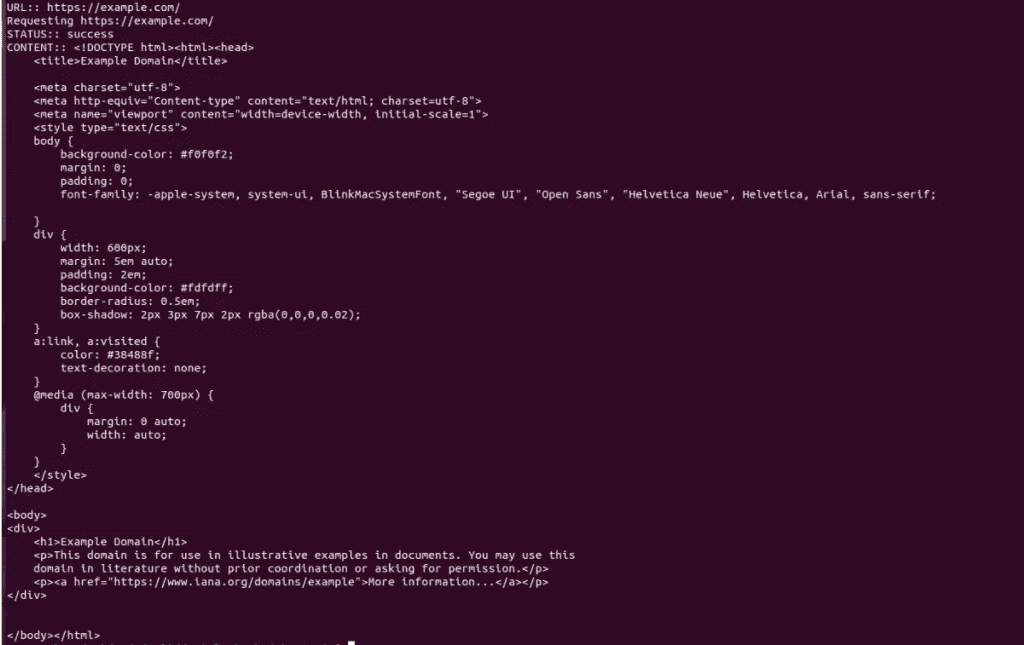 URL:: https://example.com/
Requesting https://example.com/
STATUS:: success
CONTENT:: <!DOCTYPE html><html><head>
    <title>Example Domain</title>

    <meta charset="utf-8">
    <meta http-equiv="Content-type" content="text/html; charset=utf-8">
    <meta name="viewport" content="width=device-width, initial-scale=1">
    <style type="text/css">
    body {
        background-color: #f0f0f2;
        margin: 0;
        padding: 0;
        font-family: -apple-system, system-ui, BlinkMacSystemFont, "Segoe UI", "Open Sans", "Helvetica Neue", Helvetica, Arial, sans-serif;

    }
    div {
        width: 600px;
        margin: 5em auto;
        padding: 2em;
        background-color: #fdfdff;
        border-radius: 0.5em;
        box-shadow: 2px 3px 7px 2px rgba(0,0,0,0.02);
    }
    a:link, a:visited {
        color: #38488f;
        text-decoration: none;
    }
    @media (max-width: 700px) {
        div {
            margin: 0 auto;
            width: auto;
        }
    }
    </style>
</head>

<body>
<div>
    <h1>Example Domain</h1>
    <p>This domain is for use in illustrative examples in documents. You may use this
    domain in literature without prior coordination or asking for permission.</p>
    <p><a href="https://www.iana.org/domains/example">More information...</a></p>
</div>


</body></html>